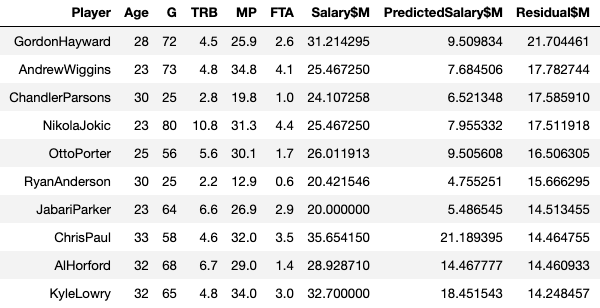 Player Age G TRB MP FTA Salary$M PredictedSalary$M Residual$M
GordonHayward 28 72 4.5 25.9 2.6 31.214295 9.509834 21.704461
AndrewWiggins 23 73 4.8 34.8 4.1 25.467250 7.684506 17.782744
ChandlerParsons 30 25 2.8 19.8 1.0 24.107258 6.521348 17.585910
NikolaJokic 23 80 10.8 31.3 4.4 25.467250 7.955332 17.511918
OttoPorter 25 56 5.6 30.1 1.7 26.011913 9.505608 16.506305
RyanAnderson 30 25 2.2 12.9 0.6 20.421546 4.755251 15.666295
JabariParker 23 64 6.6 26.9 2.9 20.000000 5.486545 14.513455
ChrisPaul 33 58 4.6 32.0 3.5 35.654150 21.189395 14.464755
AlHorford 32 68 6.7 29.0 1.4 28.928710 14.467777 14.460933
KyleLowry 32 65 4.8 34.0 3.0 32.700000 18.451543 14.248457